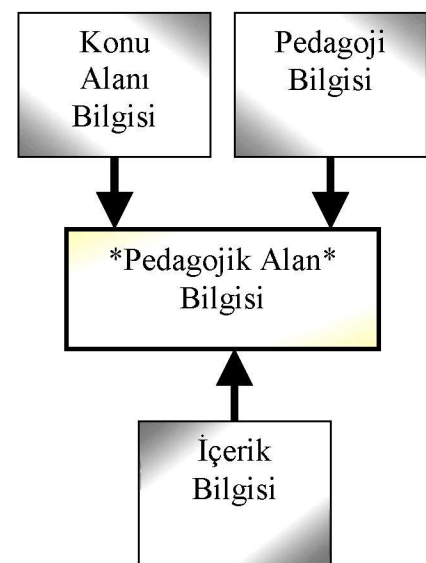 Konu
Alanı
Bilgisi
Pedagoji
Bilgisi
*Pedagojik Alan*
Bilgisi
İçerik
Bilgisi